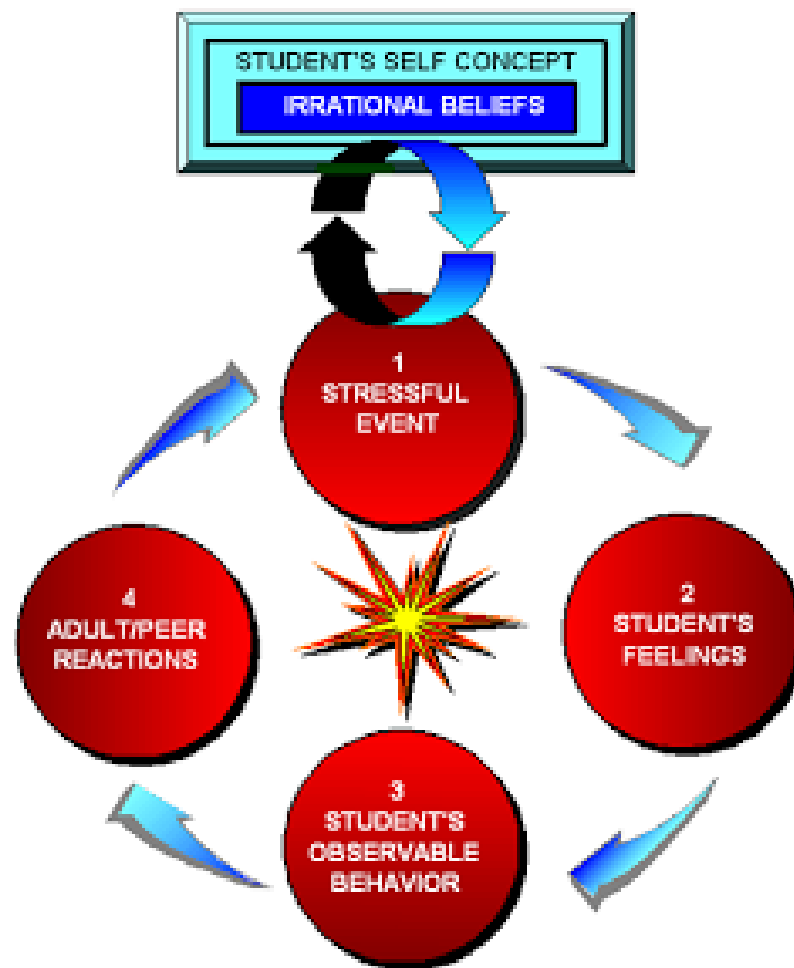 STUDENT'S SELF CONCEPT
IRRATIONAL BELIEFS
1
STRESSFUL
EVENT
2
STUDENT'S
FEELINGS
3
STUDENT'S
OBSERVABLE
BEHAVIOR
4
ADULT/PEER
REACTIONS